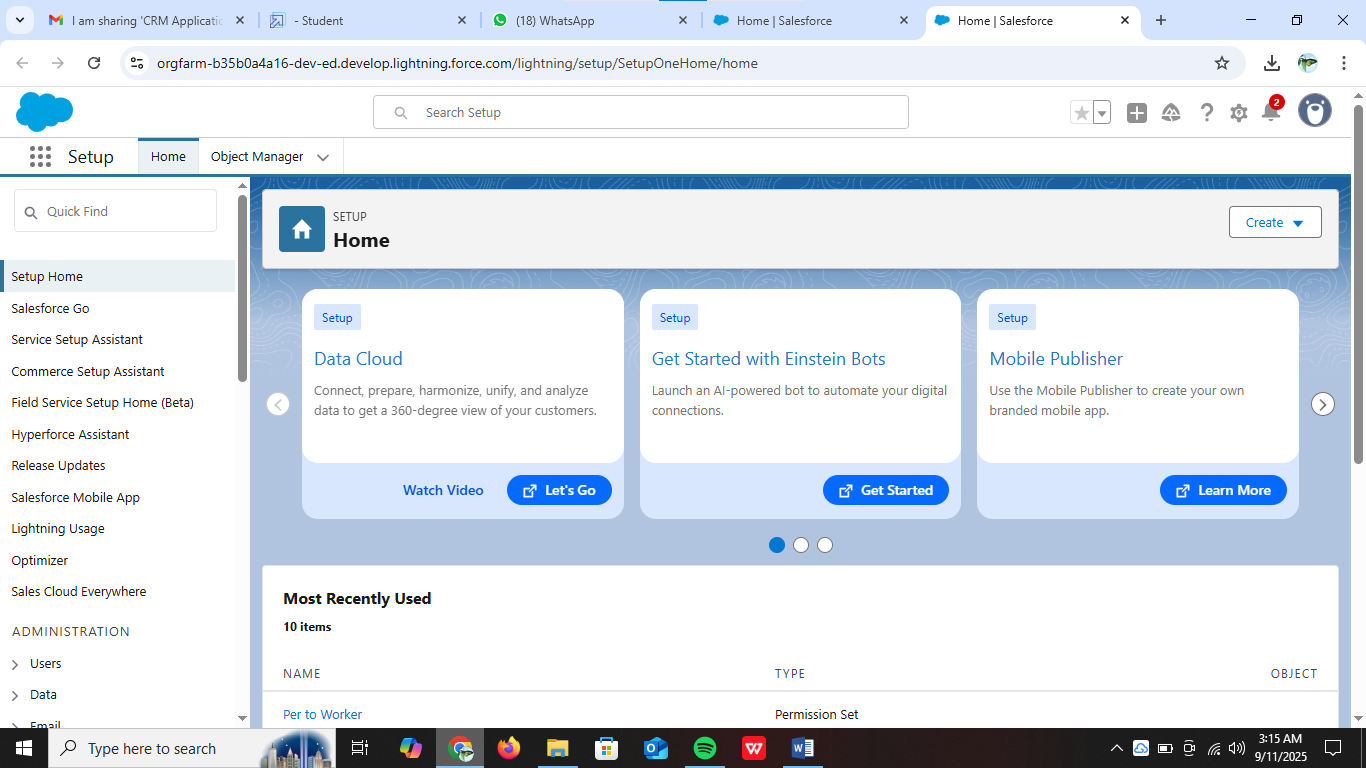 I am sharing 'CRM Applicatic
- Student
(18) WhatsApp
Home | Salesforce
Home | Salesforce
orgfarm-b35b0a4a16-dev-ed.develop.lightning.force.com/lightning/setup/SetupOneHome/home
Search Setup
2
Setup
Home
Object Manager
Quick Find
Setup Home
Salesforce Go
Service Setup Assistant
Commerce Setup Assistant
Field Service Setup Home (Beta)
Hyperforce Assistant
Release Updates
Salesforce Mobile App
Lightning Usage
Optimizer
Sales Cloud Everywhere
ADMINISTRATION
Users
Data
Email
SETUP
Home
Create
Setup
Data Cloud
Connect, prepare, harmonize, unify, and analyze
data to get a 360-degree view of your customers.
Watch Video
Let's Go
Setup
Get Started with Einstein Bots
Launch an AI-powered bot to automate your digital
connections.
Get Started
Setup
Mobile Publisher
Use the Mobile Publisher to create your own
branded mobile app.
Learn More
Most Recently Used
10 items
NAME
TYPE
OBJECT
Per to Worker
Permission Set
Type here to search
3:15 AM
9/11/2025